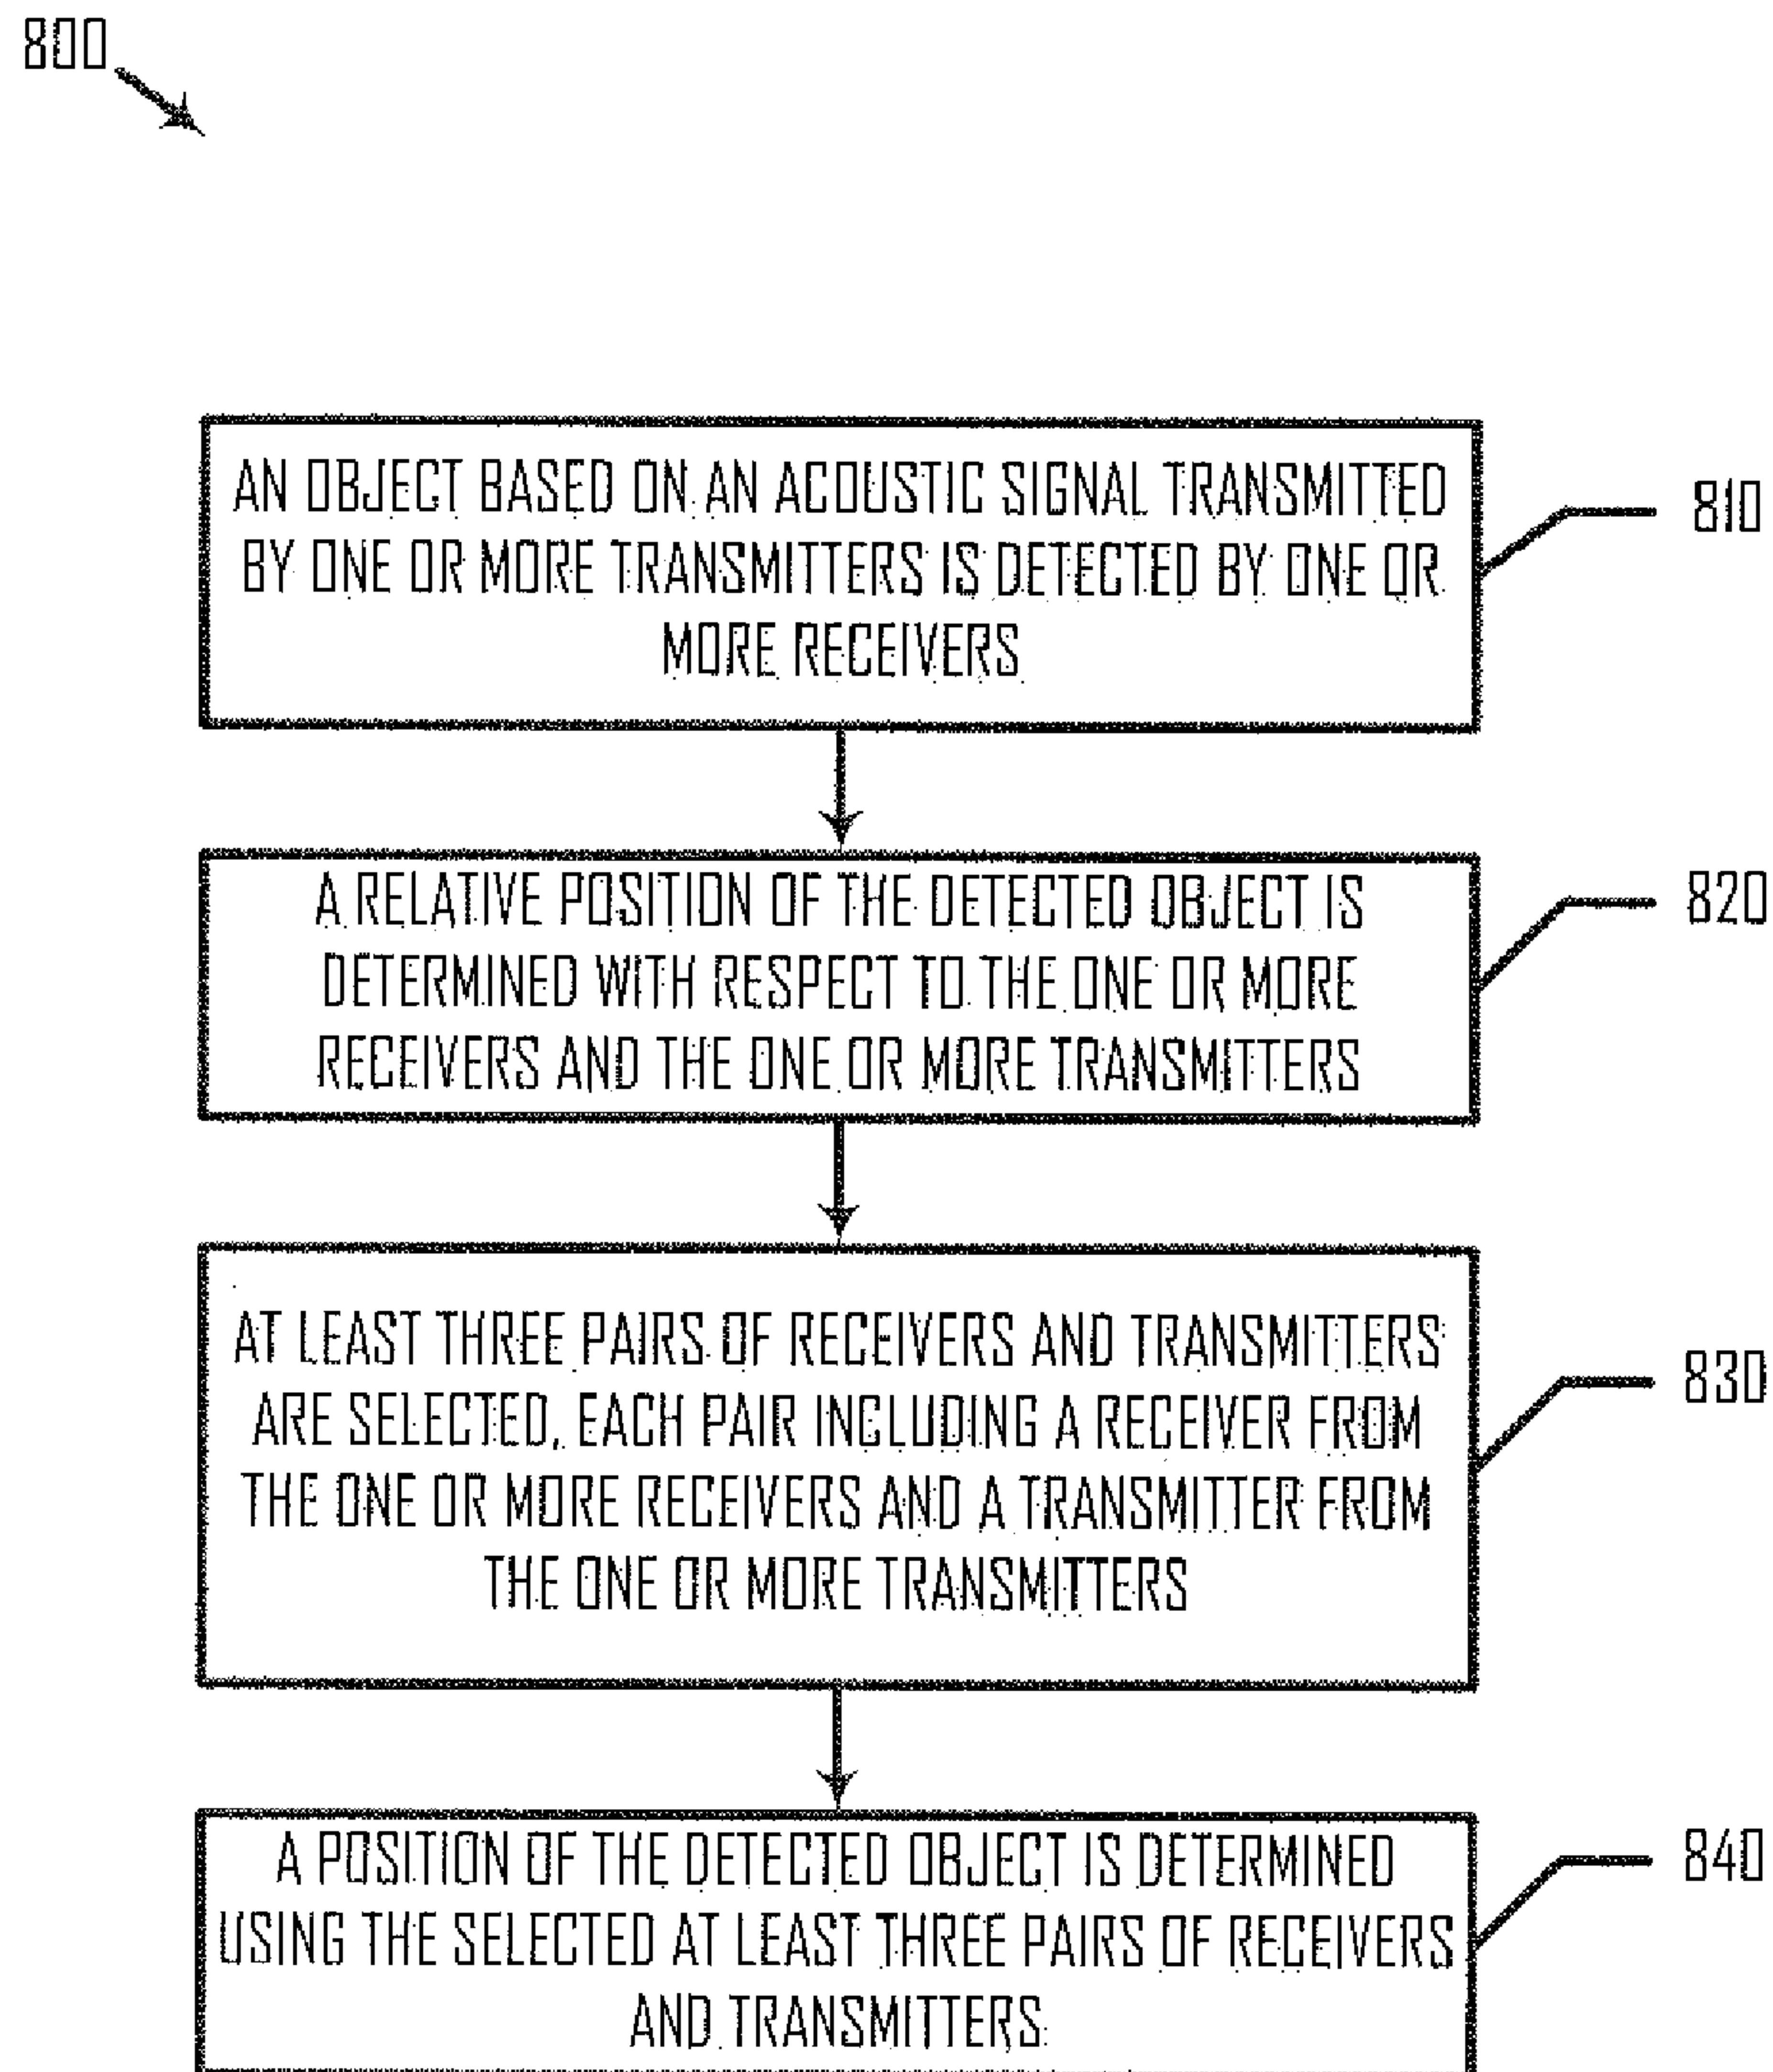 800
AN OBJECT BASED ON AN ACOUSTIC SIGNAL TRANSMITTED
BY ONE OR MORE TRANSMITTERS IS DETECTED BY ONE OR
MORE RECEIVERS
810
A RELATIVE POSITION OF THE DETECTED OBJECT IS
DETERMINED WITH RESPECT TO THE ONE OR MORE
RECEIVERS AND THE ONE OR MORE TRANSMITTERS
820
AT LEAST THREE PAIRS OF RECEIVERS AND TRANSMITTERS
ARE SELECTED, EACH PAIR INCLUDING A RECEIVER FROM
THE ONE OR MORE RECEIVERS AND A TRANSMITTER FROM
THE ONE OR MORE TRANSMITTERS
830
A POSITION OF THE DETECTED OBJECT IS DETERMINED
USING THE SELECTED AT LEAST THREE PAIRS OF RECEIVERS
AND TRANSMITTERS
840